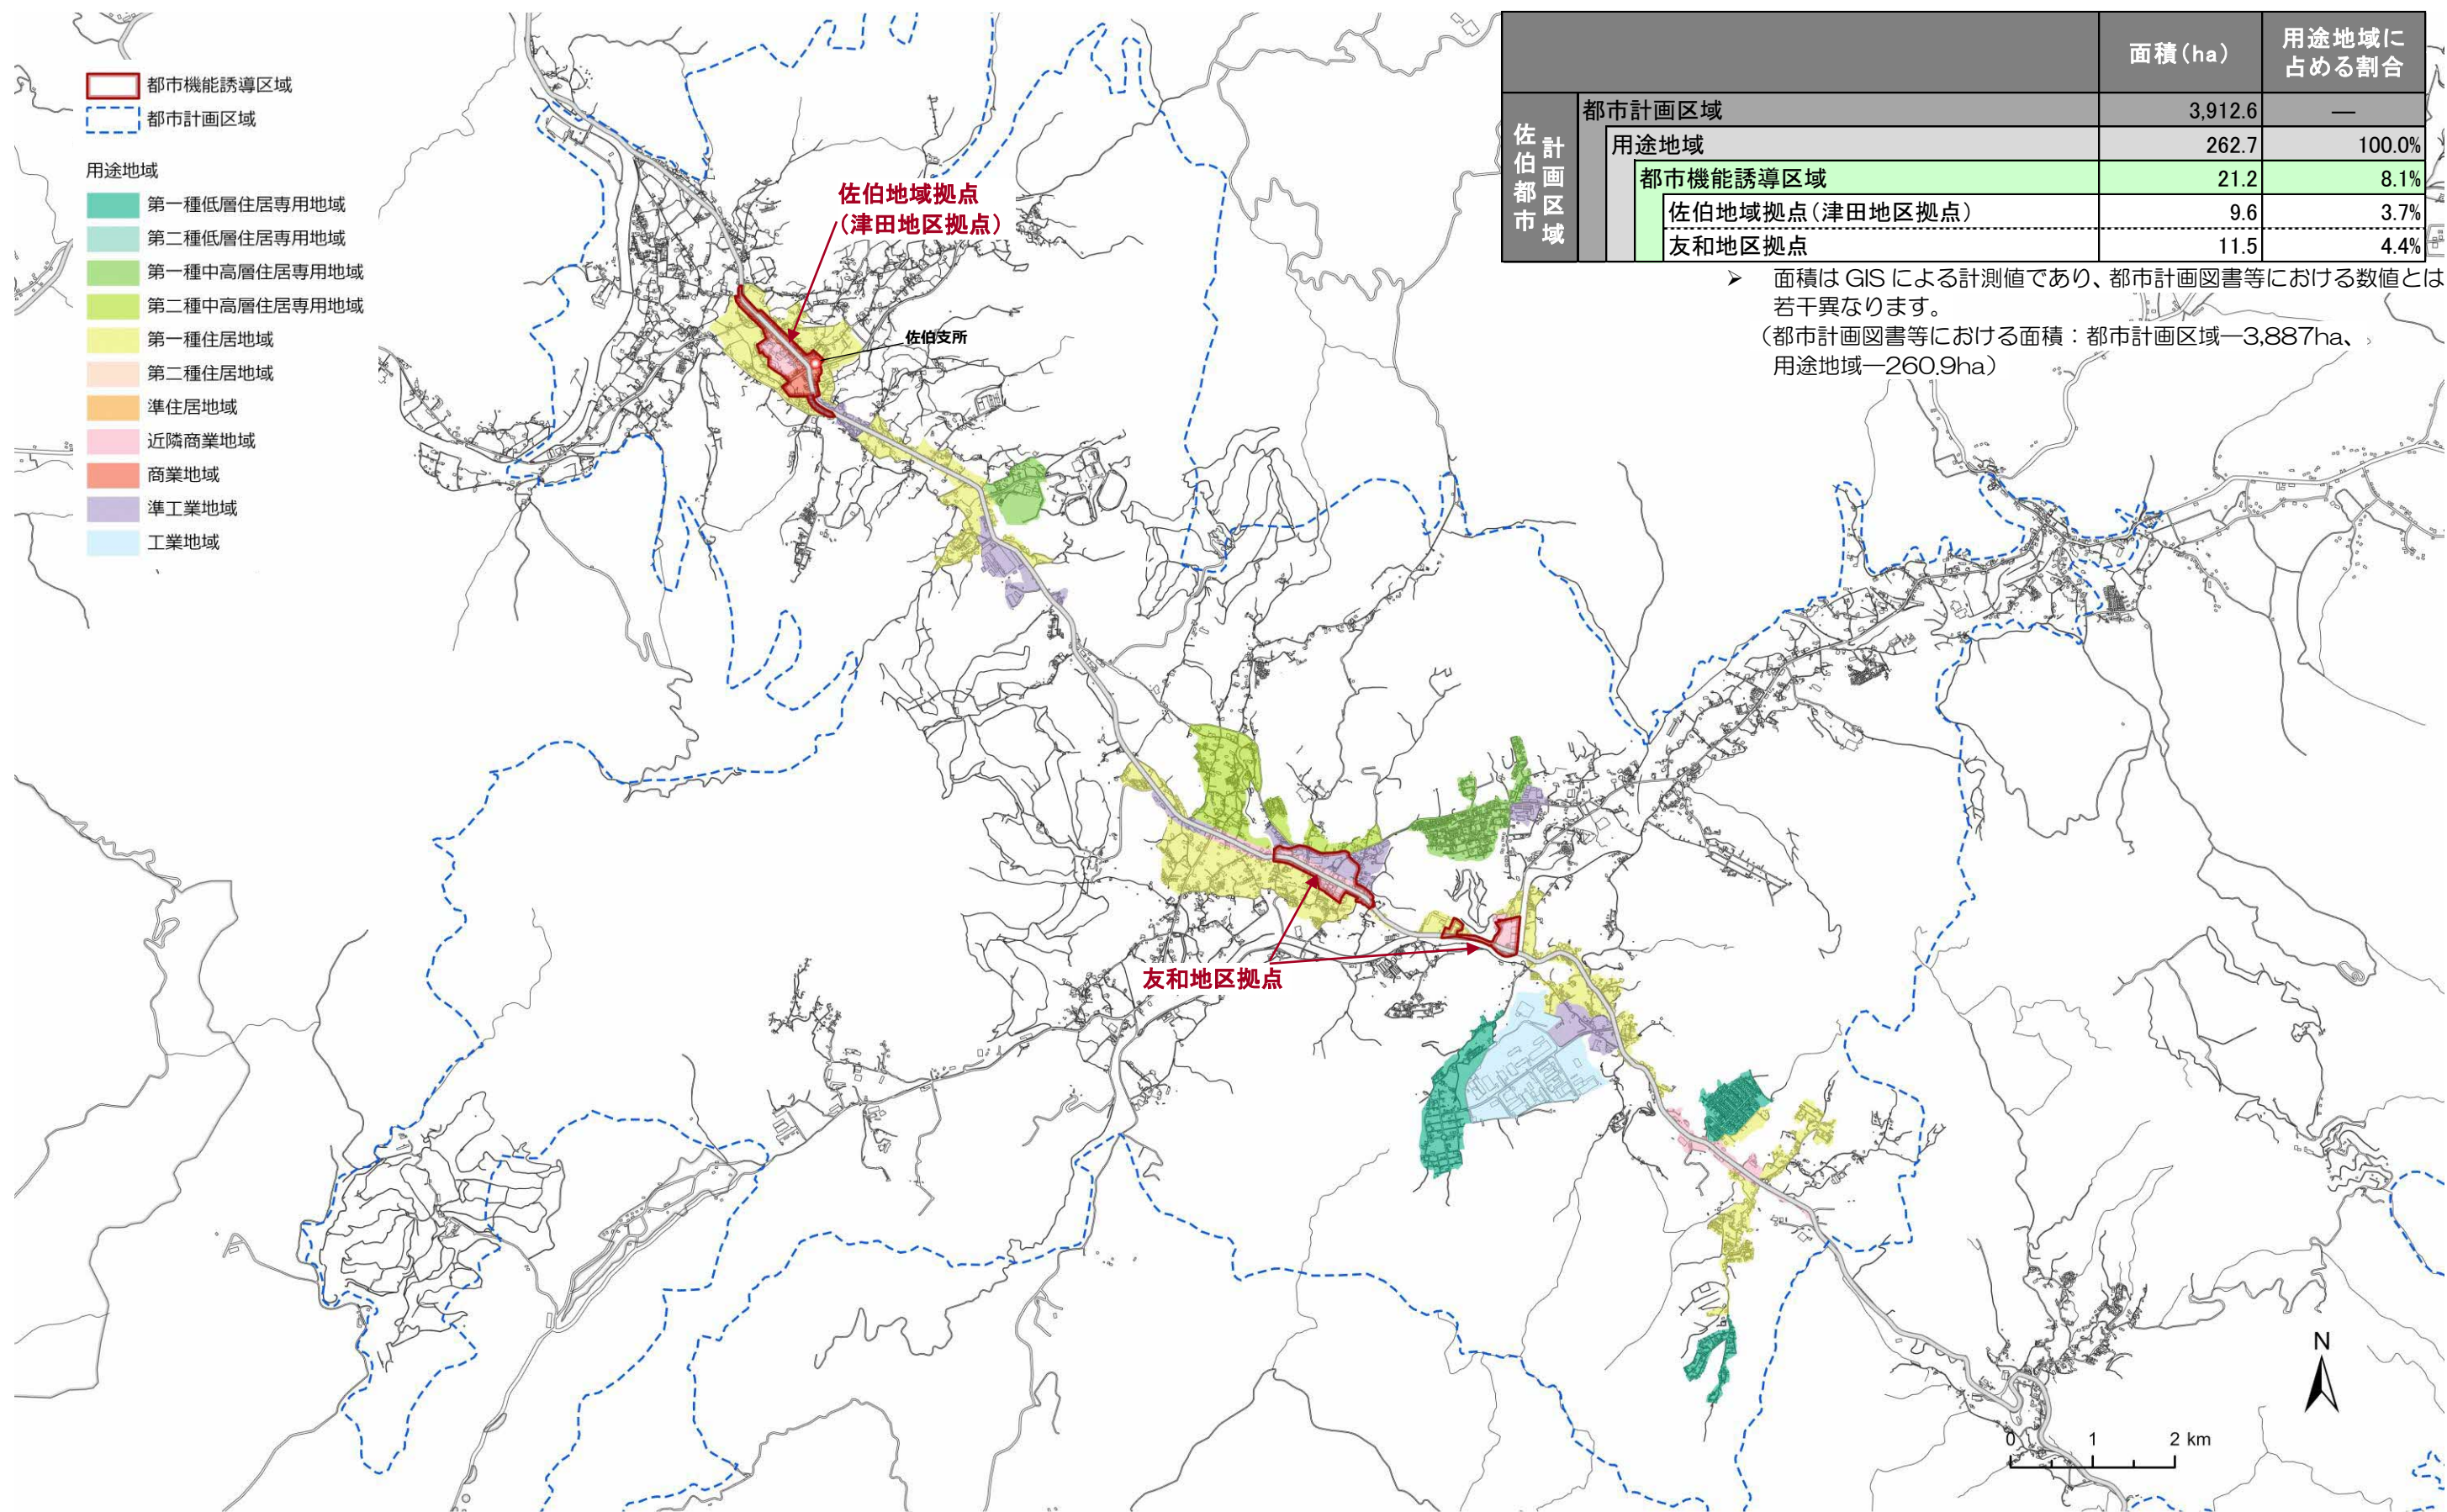 都市機能誘導区域
都市計画区域
用途地域
第一種低層住居専用地域
第二種低層住居専用地域
第一種中高層住居専用地域
第二種中高層住居専用地域
第一種住居地域
第二種住居地域
準住居地域
近隣商業地域
商業地域
準工業地域
工業地域
面積(ha)
用途地域に
占める割合
佐伯都市
計画区域
都市計画区域 3,912.6 ―
用途地域 262.7 100.0%
都市機能誘導区域 21.2 8.1%
佐伯地域拠点(津田地区拠点) 9.6 3.7%
友和地区拠点 11.5 4.4%
➢ 面積は GIS による計測値であり、都市計画図書等における数値とは
若干異なります。
(都市計画図書等における面積：都市計画区域―3,887ha、
用途地域―260.9ha)
佐伯地域拠点
(津田地区拠点)
佐伯支所
友和地区拠点
N
0 1 2 km